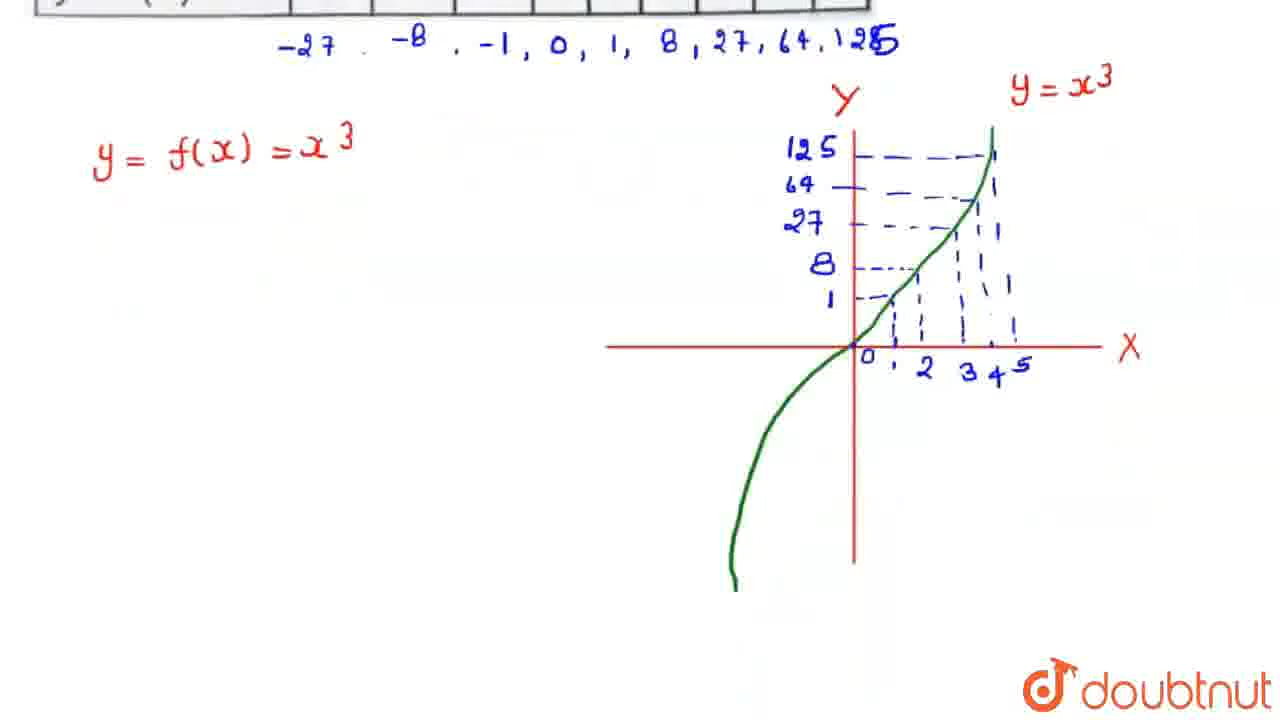 -27 . -8 . -1, 0, 1, 8, 27, 64, 125
y = x³
Y
y = f(x) = x³
125
64
27
8
1
X
0 1 2 3 4 5
doubtnut